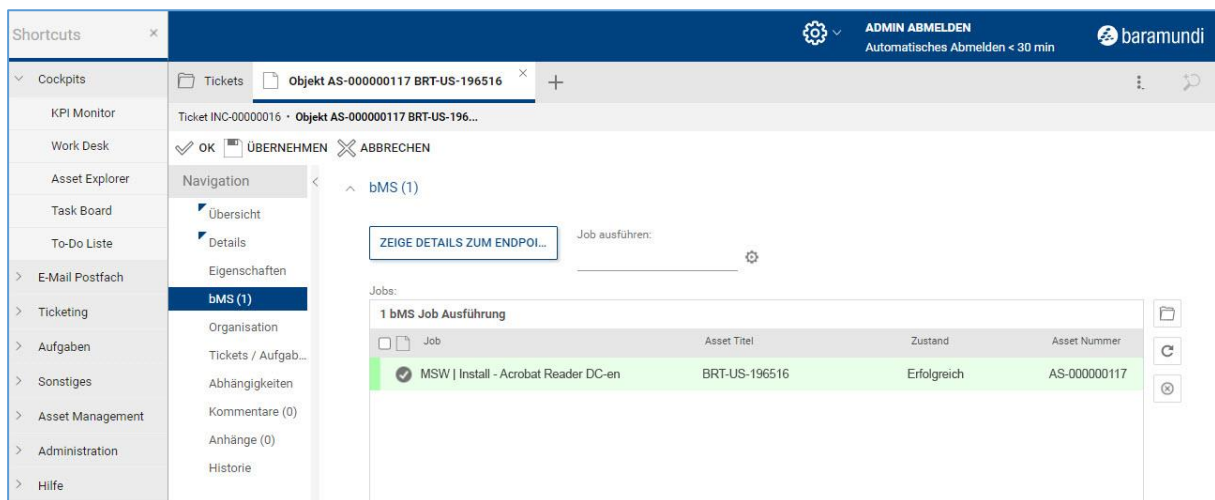 Shortcuts ×
ADMIN ABMELDEN
Automatisches Abmelden < 30 min
baramundi
Cockpits
KPI Monitor
Work Desk
Asset Explorer
Task Board
To-Do Liste
E-Mail Postfach
Ticketing
Aufgaben
Sonstiges
Asset Management
Administration
Hilfe
Tickets
Objekt AS-000000117 BRT-US-196516 ×
Ticket INC-00000016 • Objekt AS-000000117 BRT-US-196...
OK ÜBERNEHMEN ABBRECHEN
Navigation
Übersicht
Details
Eigenschaften
bMS (1)
Organisation
Tickets / Aufgab...
Abhängigkeiten
Kommentare (0)
Anhänge (0)
Historie
bMS (1)
ZEIGE DETAILS ZUM ENDPOI...
Job ausführen:
Jobs:
1 bMS Job Ausführung
Job Asset Titel Zustand Asset Nummer
MSW | Install - Acrobat Reader DC-en BRT-US-196516 Erfolgreich AS-000000117